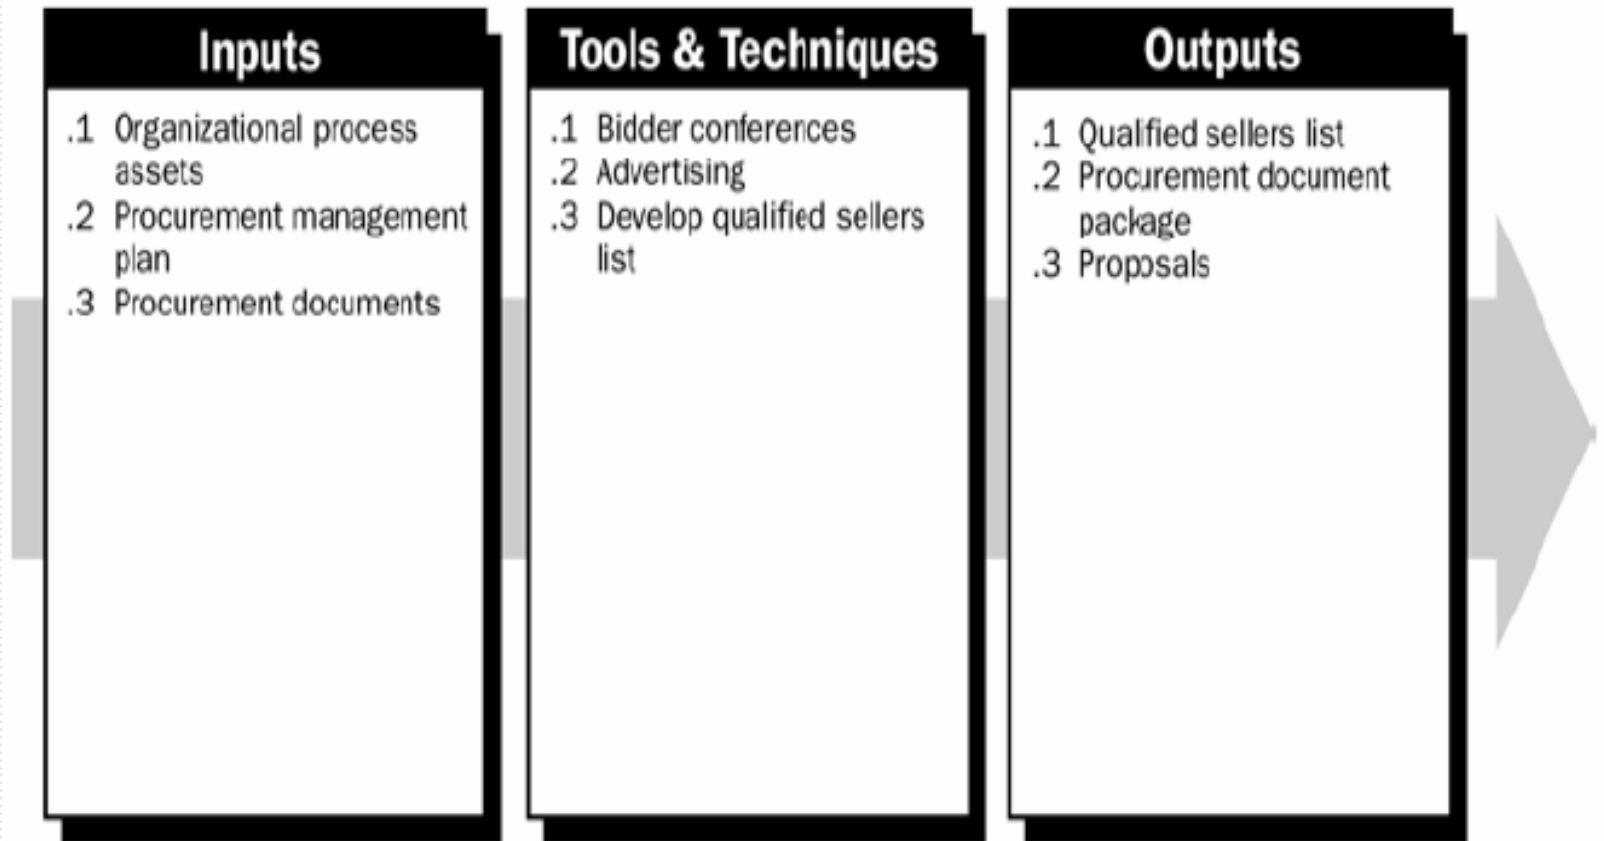 Inputs
.1 Organizational process
assets
.2 Procurement management
plan
.3 Procurement documents
Tools & Techniques
.1 Bidder conferences
.2 Advertising
.3 Develop qualified sellers
list
Outputs
.1 Qualified sellers list
.2 Procurement document
package
.3 Proposals